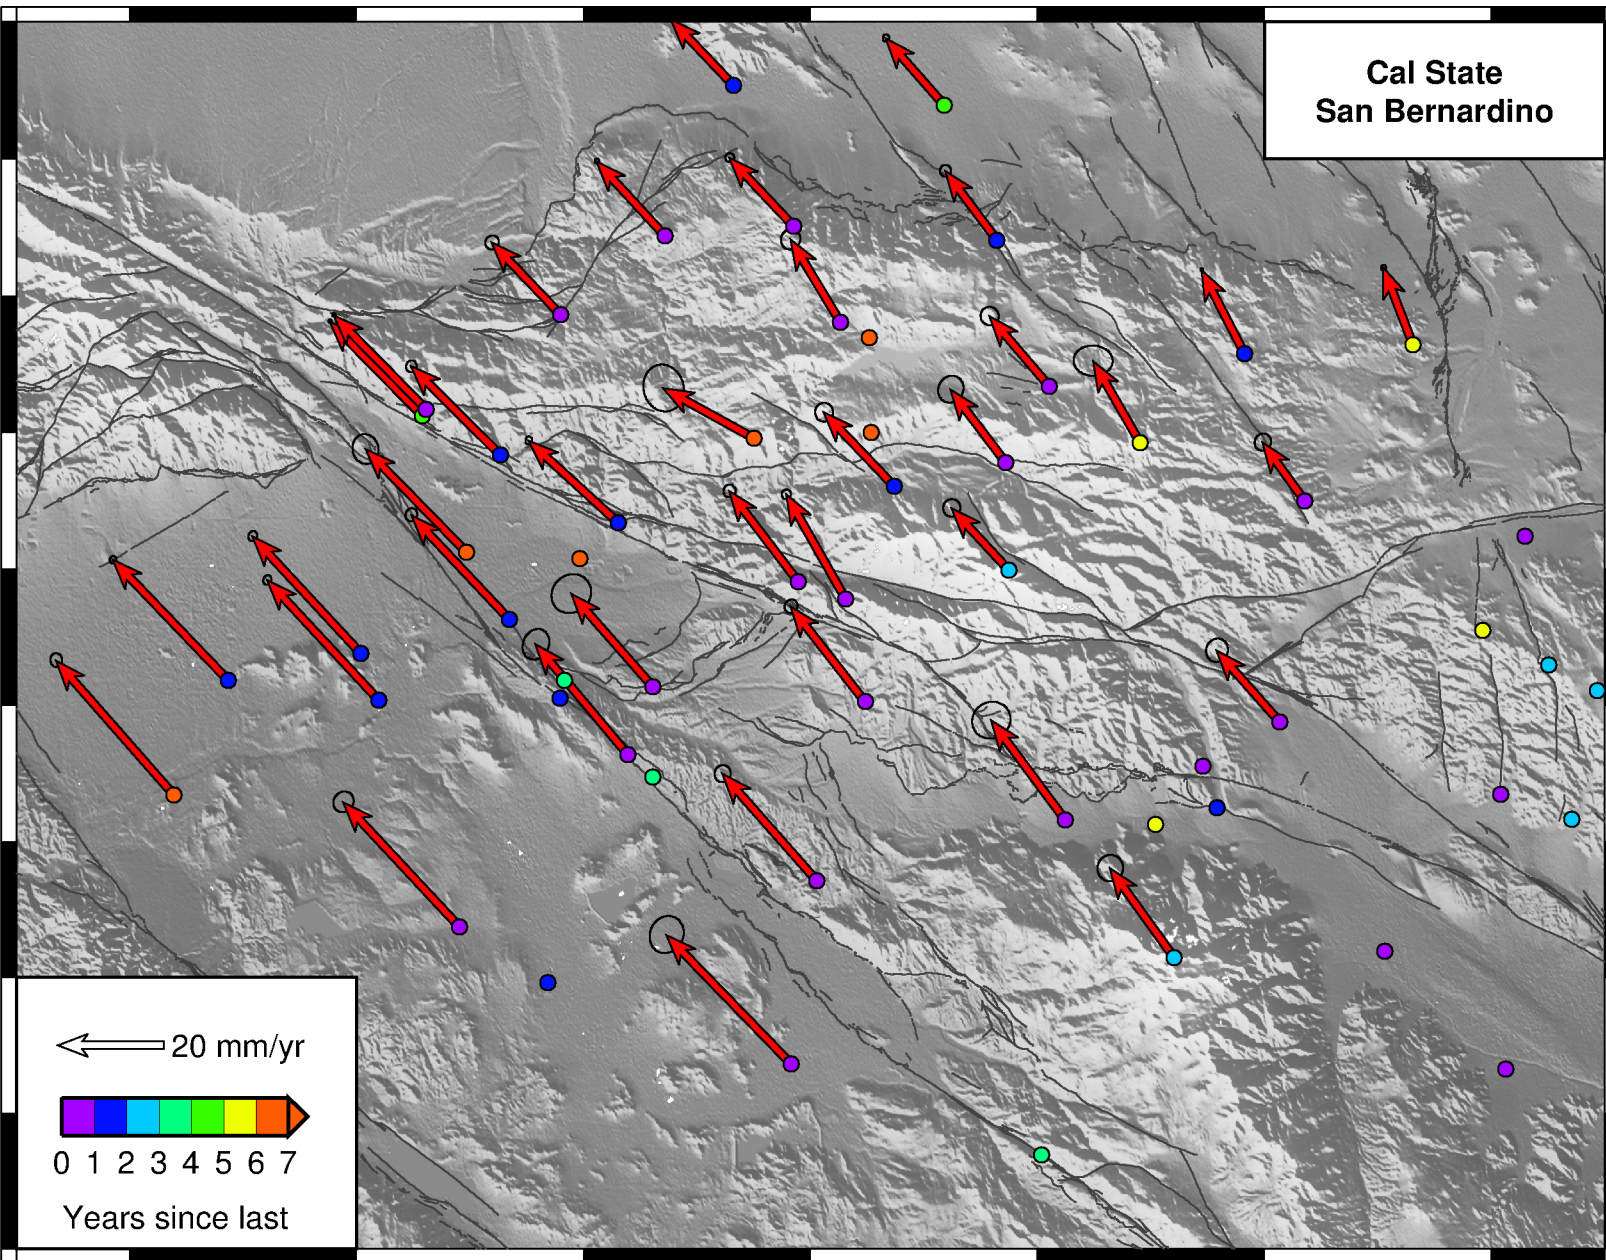 Cal State
San Bernardino
20 mm/yr
0 1 2 3 4 5 6 7
Years since last